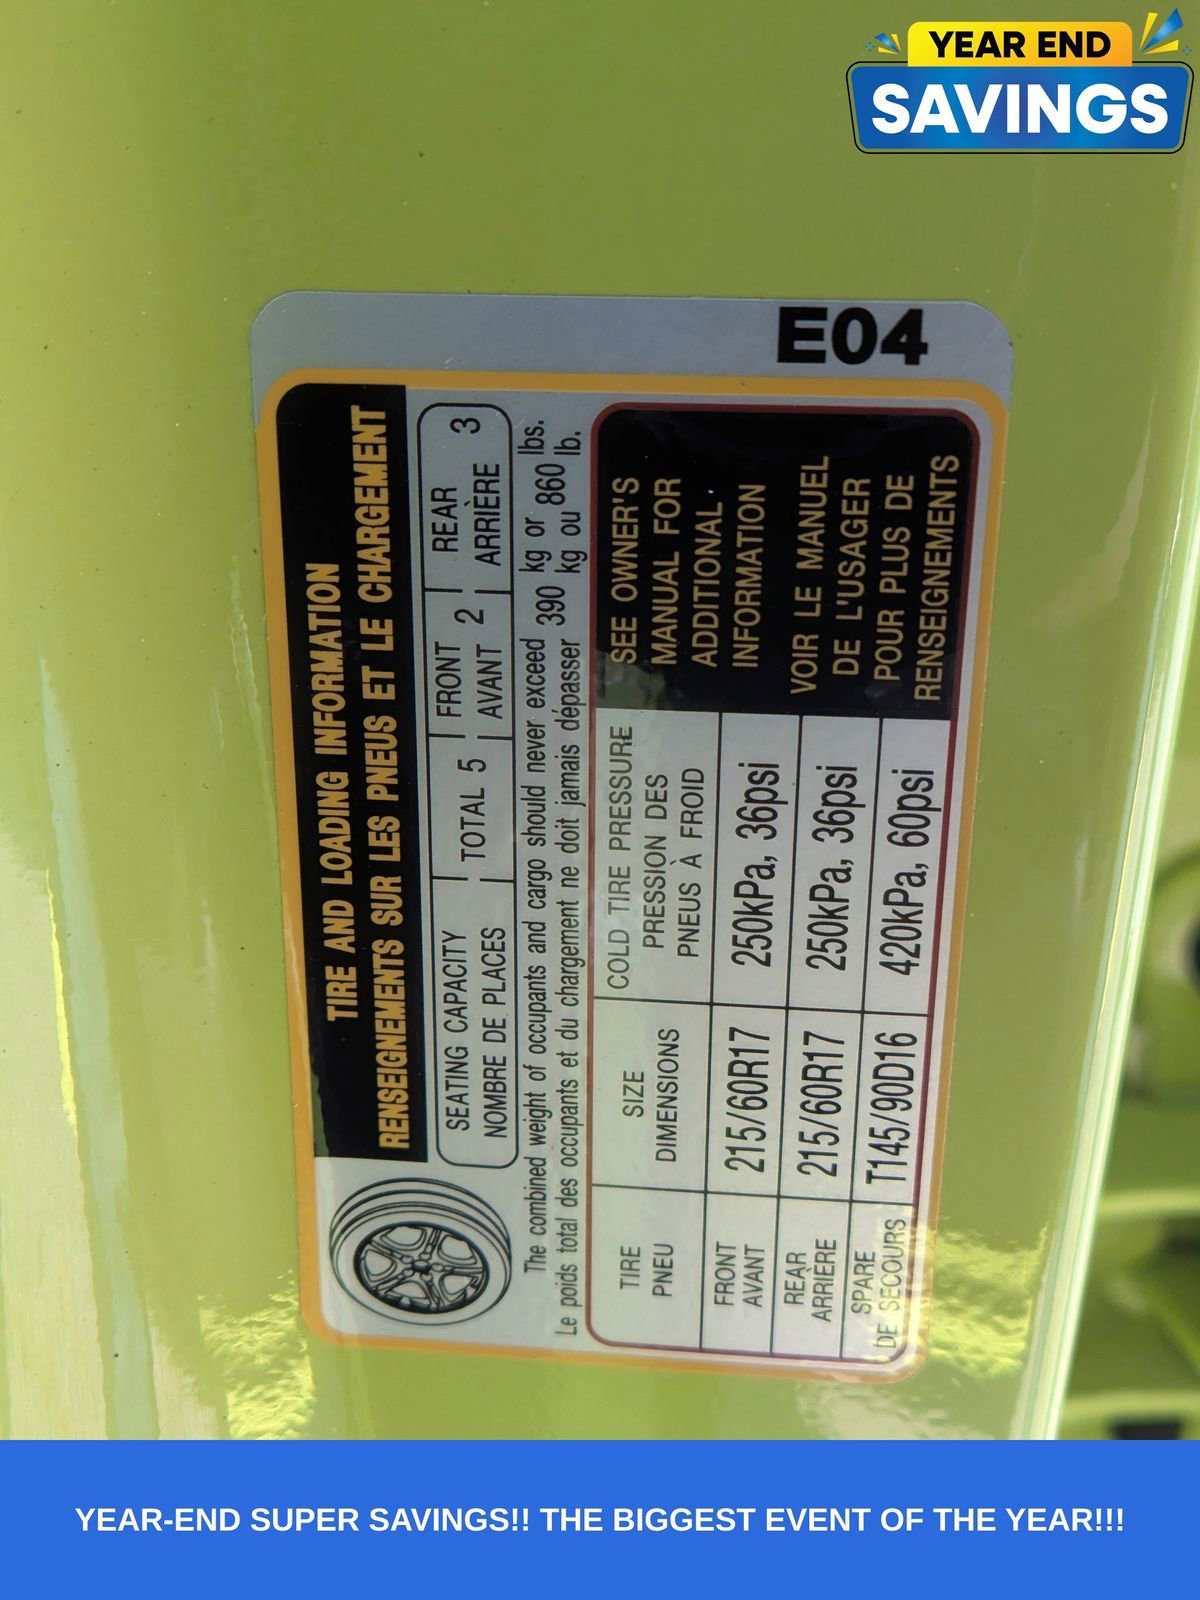 YEAR END
SAVINGS
E04
TIRE AND LOADING INFORMATION
RENSEIGNEMENTS SUR LES PNEUS ET LE CHARGEMENT
SEATING CAPACITY
NOMBRE DE PLACES
TOTAL 5
FRONT
AVANT 2
REAR
ARRIÈRE 3
The combined weight of occupants and cargo should never exceed 390 kg or 860 lbs.
Le poids total des occupants et du chargement ne doit jamais dépasser 390 kg ou 860 lb.
TIRE
PNEU
SIZE
DIMENSIONS
COLD TIRE PRESSURE
PRESSION DES
PNEUS À FROID
FRONT
AVANT
215/60R17
250kPa, 36psi
REAR
ARRIÈRE
215/60R17
250kPa, 36psi
SPARE
DE SECOURS
T145/90D16
420kPa, 60psi
SEE OWNER'S
MANUAL FOR
ADDITIONAL
INFORMATION
VOIR LE MANUEL
DE L'USAGER
POUR PLUS DE
RENSEIGNEMENTS
YEAR-END SUPER SAVINGS!! THE BIGGEST EVENT OF THE YEAR!!!